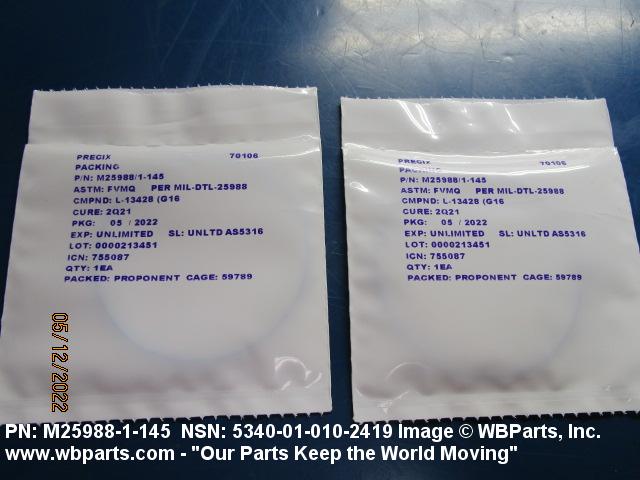 PRECIX 70106
PACKING
P/N: M25988/1-145
ASTM: FVMQ PER MIL-DTL-25988
CMPND: L-13428 (G16
CURE: 2Q21
PKG: 05 / 2022
EXP: UNLIMITED SL: UNLTD AS5316
LOT: 0000213451
ICN: 755087
QTY: 1EA
PACKED: PROPONENT CAGE: 59789
PRECIX 70106
PACKING
P/N: M25988/1-145
ASTM: FVMQ PER MIL-DTL-25988
CMPND: L-13428 (G16
CURE: 2Q21
PKG: 05 / 2022
EXP: UNLIMITED SL: UNLTD AS5316
LOT: 0000213451
ICN: 755087
QTY: 1EA
PACKED: PROPONENT CAGE: 59789
05/12/2022
PN: M25988-1-145 NSN: 5340-01-010-2419 Image © WBParts, Inc.
www.wbparts.com - "Our Parts Keep the World Moving"